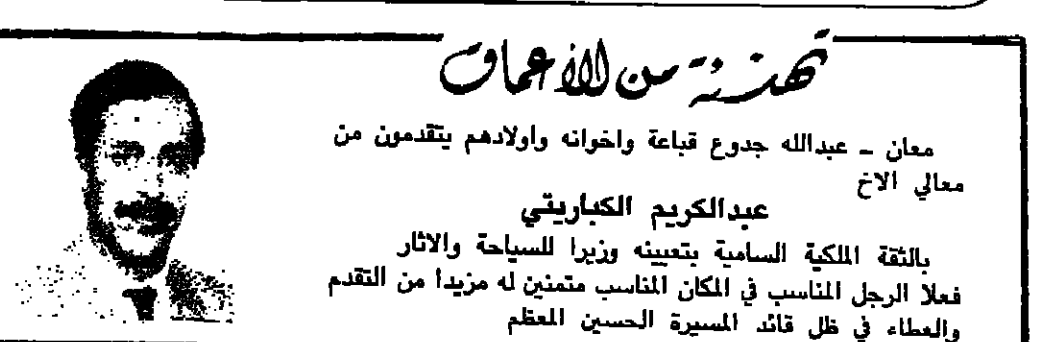 تهنئة من الأعماق
معان - عبدالله جدوع قباعة واخوانه واولادهم يتقدمون من
معالي الاخ
عبدالكريم الكباريتي
بالثقة الملكية السامية بتعيينه وزيرا للسياحة والاثار
فعلا الرجل المناسب في المكان المناسب متمنين له مزيدا من التقدم
والعطاء في ظل قائد المسيرة الحسين المعظم